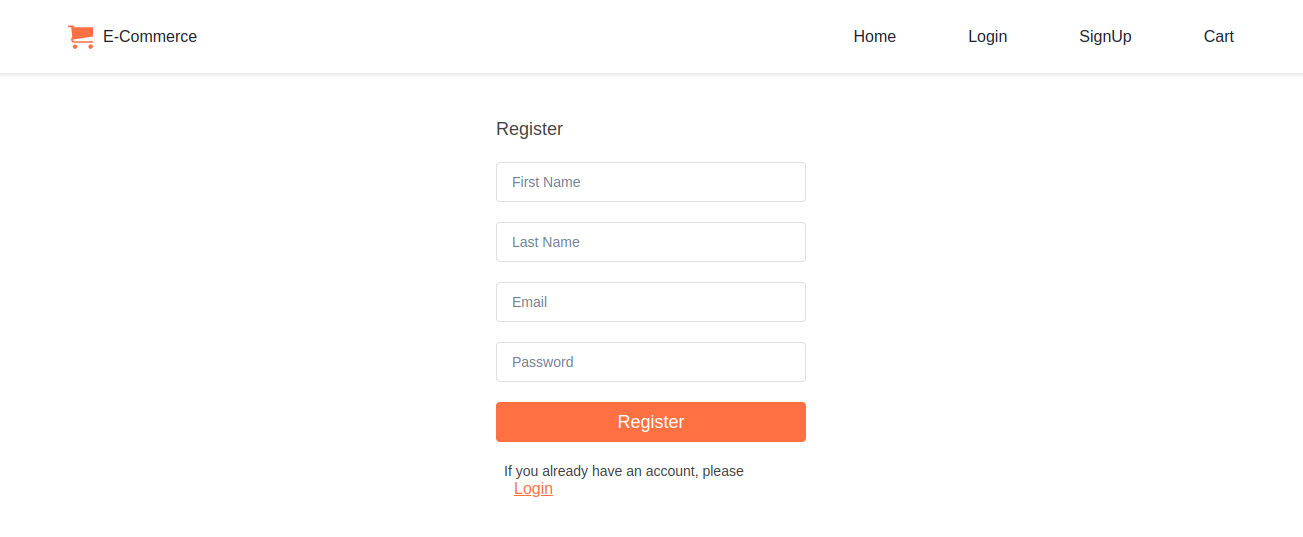 E-Commerce Home Login SignUp Cart
Register
First Name
Last Name
Email
Password
Register
If you already have an account, please
Login